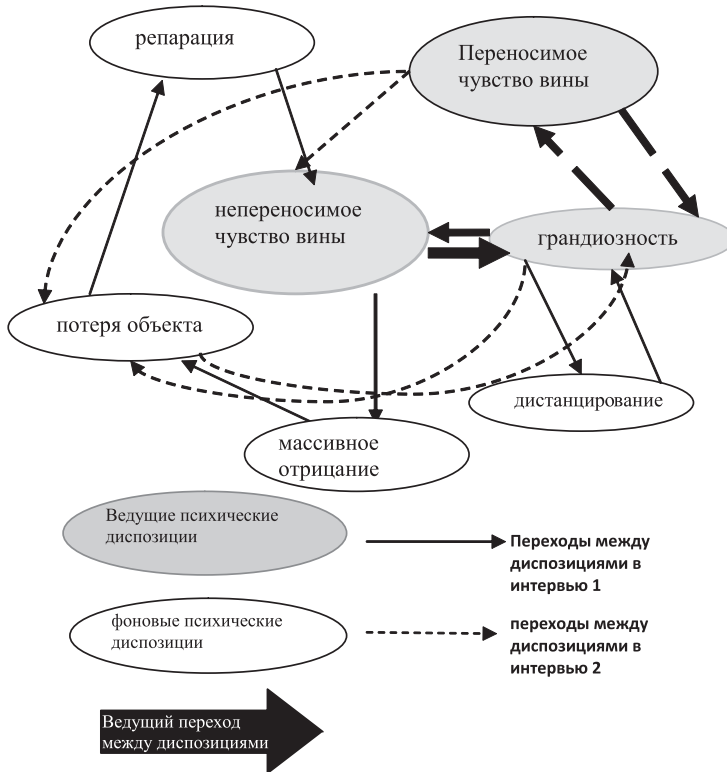 репарация
Переносимое
чувство вины
непереносимое
чувство вины
грандиозность
потеря объекта
дистанцирование
массивное
отрицание
Ведущие психические
диспозиции
Переходы между
диспозициями в
интервью 1
фоновые психические
диспозиции
переходы между
диспозициями в
интервью 2
Ведущий переход
между диспозициями